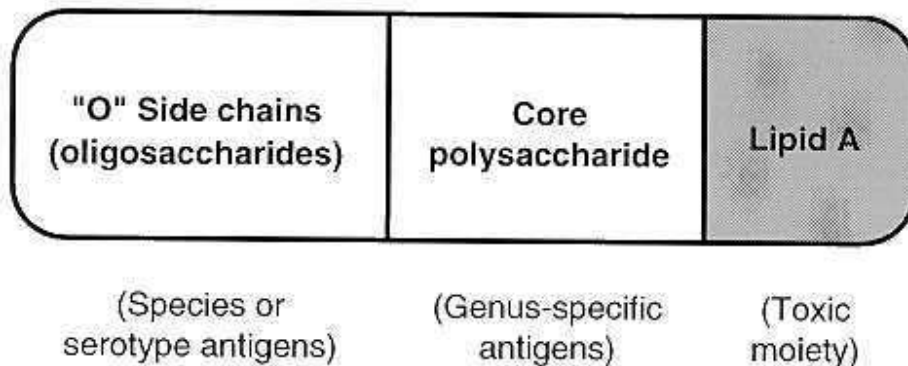 "O" Side chains
(oligosaccharides)
Core
polysaccharide
Lipid A
(Species or
serotype antigens)
(Genus-specific
antigens)
(Toxic
moiety)